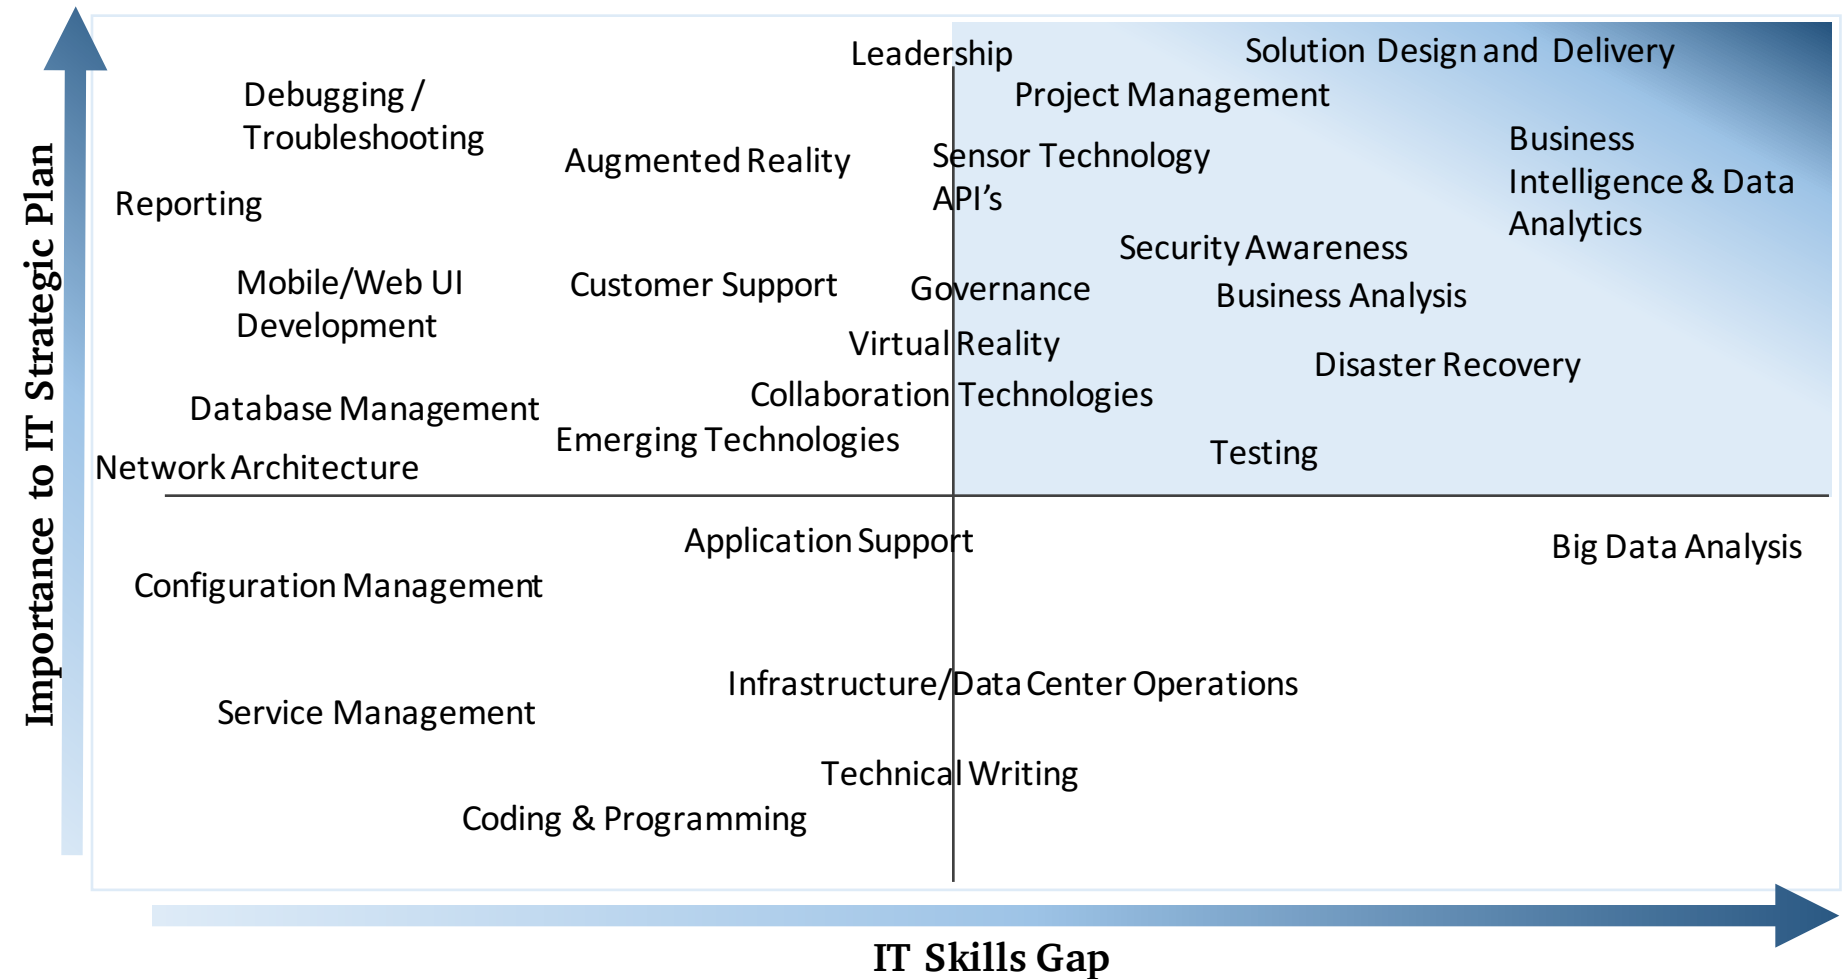 Importance to IT Strategic Plan
Leadership
Solution Design and Delivery
Debugging /
Troubleshooting
Project Management
Augmented Reality
Sensor Technology
API’s
Business
Intelligence & Data
Analytics
Reporting
Security Awareness
Mobile/Web UI
Development
Customer Support
Governance
Business Analysis
Virtual Reality
Disaster Recovery
Collaboration Technologies
Database Management
Emerging Technologies
Testing
Network Architecture
Application Support
Big Data Analysis
Configuration Management
Infrastructure/Data Center Operations
Service Management
Technical Writing
Coding & Programming
IT Skills Gap